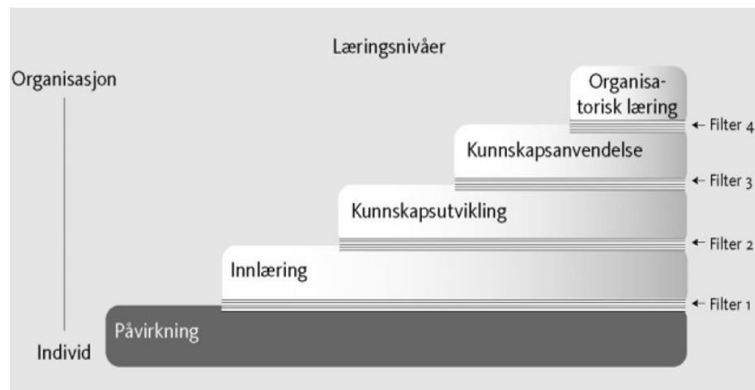 Læringsnivåer
Organisasjon
Organisa-
torisk læring
← Filter 4
Kunnskapsanvendelse
← Filter 3
Kunnskapsutvikling
← Filter 2
Innlæring
← Filter 1
Påvirkning
Individ